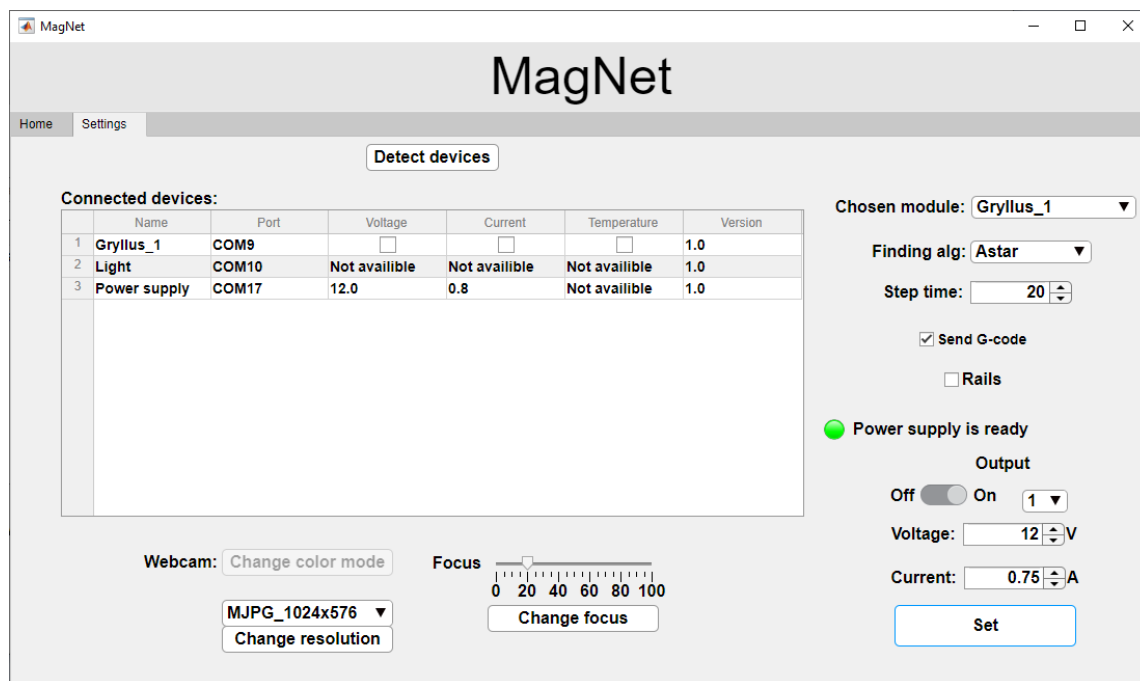 MagNet
MagNet
Home Settings
Detect devices
Connected devices:
Name Port Voltage Current Temperature Version
1 Gryllus_1 COM9 1.0
2 Light COM10 Not availible Not availible Not availible 1.0
3 Power supply COM17 12.0 0.8 Not availible 1.0
Chosen module: Gryllus_1
Finding alg: Astar
Step time: 20
Send G-code
Rails
Power supply is ready
Output
Off On 1
Voltage: 12 V
Current: 0.75 A
Set
Webcam: Change color mode
MJPG_1024x576
Change resolution
Focus
0 20 40 60 80 100
Change focus